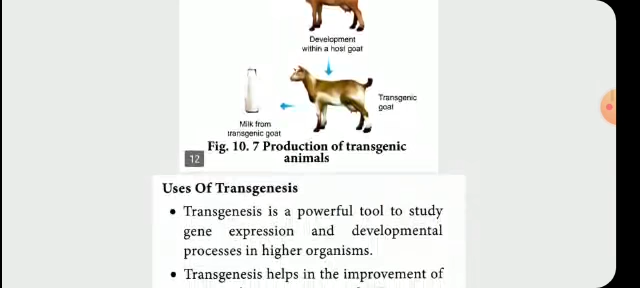 Development
within a host goat
Transgenic
goat
Milk from
transgenic goat
Fig. 10. 7 Production of transgenic
animals
12
Uses Of Transgenesis
• Transgenesis is a powerful tool to study
gene expression and developmental
processes in higher organisms.
• Transgenesis helps in the improvement of